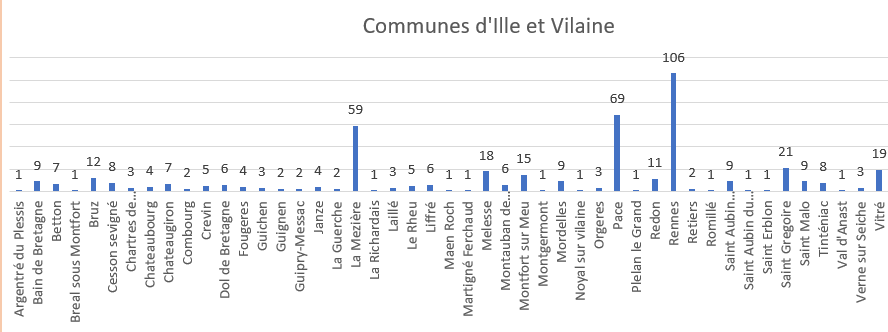 Communes d'Ille et Vilaine
1
9
7
1
12
8
3
4
7
2
5
6
4
3
2
2
4
2
59
1
3
5
6
1
1
18
6
15
1
9
1
3
69
1
11
106
2
1
9
1
1
21
9
8
1
3
19
Argentré du Plessis
Bain de Bretagne
Betton
Breal sous Montfort
Bruz
Cesson sevigné
Chartres de...
Chateaubourg
Chateaugiron
Combourg
Crevin
Dol de Bretagne
Fougeres
Guichen
Guignen
Guipry-Messac
Janze
La Guerche
La Mezière
La Richardais
Laillé
Le Rheu
Liffré
Maen Roch
Martigné Ferchaud
Melesse
Montauban de...
Montfort sur Meu
Montgermont
Mordelles
Noyal sur vilaine
Orgeres
Pace
Plelan le Grand
Redon
Rennes
Retiers
Romillé
Saint Aubin...
Saint Aubin du...
Saint Erblon
Saint Gregoire
Saint Malo
Tinténiac
Val d'Anast
Verne sur Seiche
Vitré